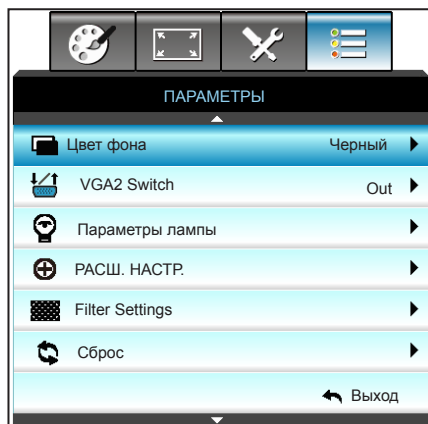 ПАРАМЕТРЫ
Цвет фона Черный
VGA2 Switch Out
Параметры лампы
РАСШ. НАСТР.
Filter Settings
Сброс
Выход